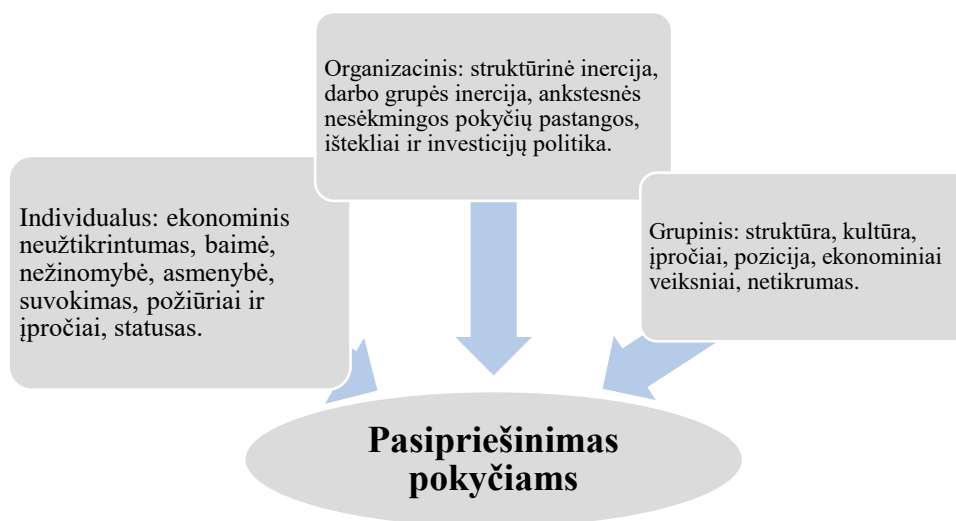 Organizacinis: struktūrinė inercija,
darbo grupės inercija, ankstesnės
nesėkmingos pokyčių pastangos,
ištekliai ir investicijų politika.
Individualus: ekonominis
neužtikrintumas, baimė,
nežinomybė, asmenybė,
suvokimas, požiūriai ir
įpročiai, statusas.
Grupinis: struktūra, kultūra,
įpročiai, pozicija, ekonominiai
veiksniai, netikrumas.
Pasipriešinimas
pokyčiams